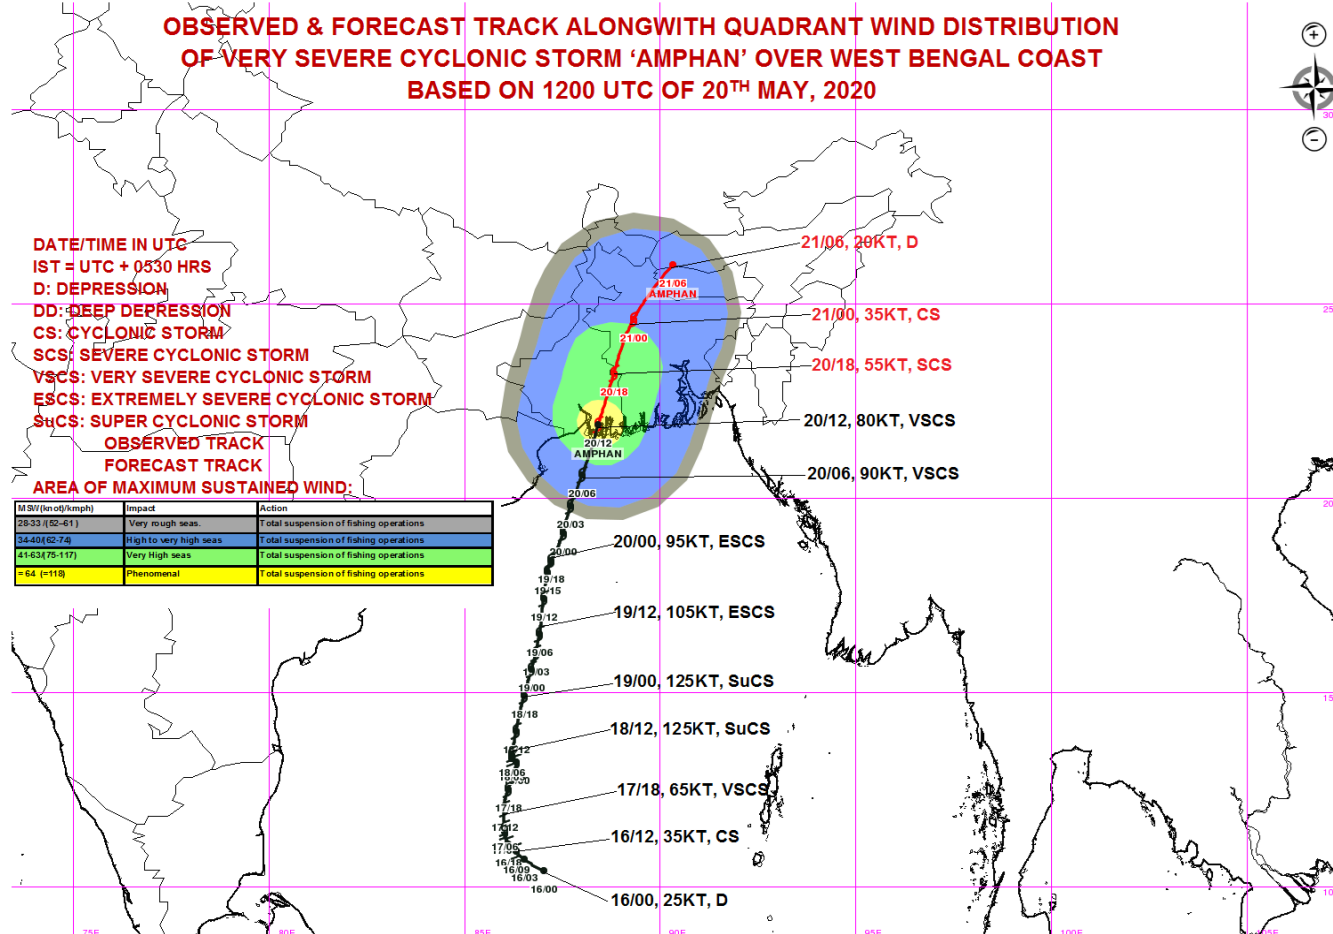 OBSERVED & FORECAST TRACK ALONGWITH QUADRANT WIND DISTRIBUTION
OF VERY SEVERE CYCLONIC STORM ‘AMPHAN’ OVER WEST BENGAL COAST
BASED ON 1200 UTC OF 20TH MAY, 2020
DATE/TIME IN UTC
IST = UTC + 0530 HRS
D: DEPRESSION
DD: DEEP DEPRESSION
CS: CYCLONIC STORM
SCS: SEVERE CYCLONIC STORM
VSCS: VERY SEVERE CYCLONIC STORM
ESCS: EXTREMELY SEVERE CYCLONIC STORM
SuCS: SUPER CYCLONIC STORM
OBSERVED TRACK
FORECAST TRACK
AREA OF MAXIMUM SUSTAINED WIND:
MSW(knot)/kmph) Impact Action
28-33 /(52-61 ) Very rough seas. Total suspension of fishing operations
34-40/(62-74) High to very high seas Total suspension of fishing operations
41-63/(75-117) Very High seas Total suspension of fishing operations
= 64 (=118) Phenomenal Total suspension of fishing operations
21/06, 20KT, D
21/00, 35KT, CS
20/18, 55KT, SCS
20/12, 80KT, VSCS
20/06, 90KT, VSCS
20/00, 95KT, ESCS
19/12, 105KT, ESCS
19/00, 125KT, SuCS
18/12, 125KT, SuCS
17/18, 65KT, VSCS
16/12, 35KT, CS
16/00, 25KT, D
21/06
AMPHAN
21/00
20/18
20/12
AMPHAN
20/06
20/03
20/00
19/18
19/15
19/12
19/06
19/03
19/00
18/18
18/06
17/18
17/12
17/06
16/18
16/09
16/03
16/00
30
20
15
10
75E
80E
85E
90E
95E
100E
105E